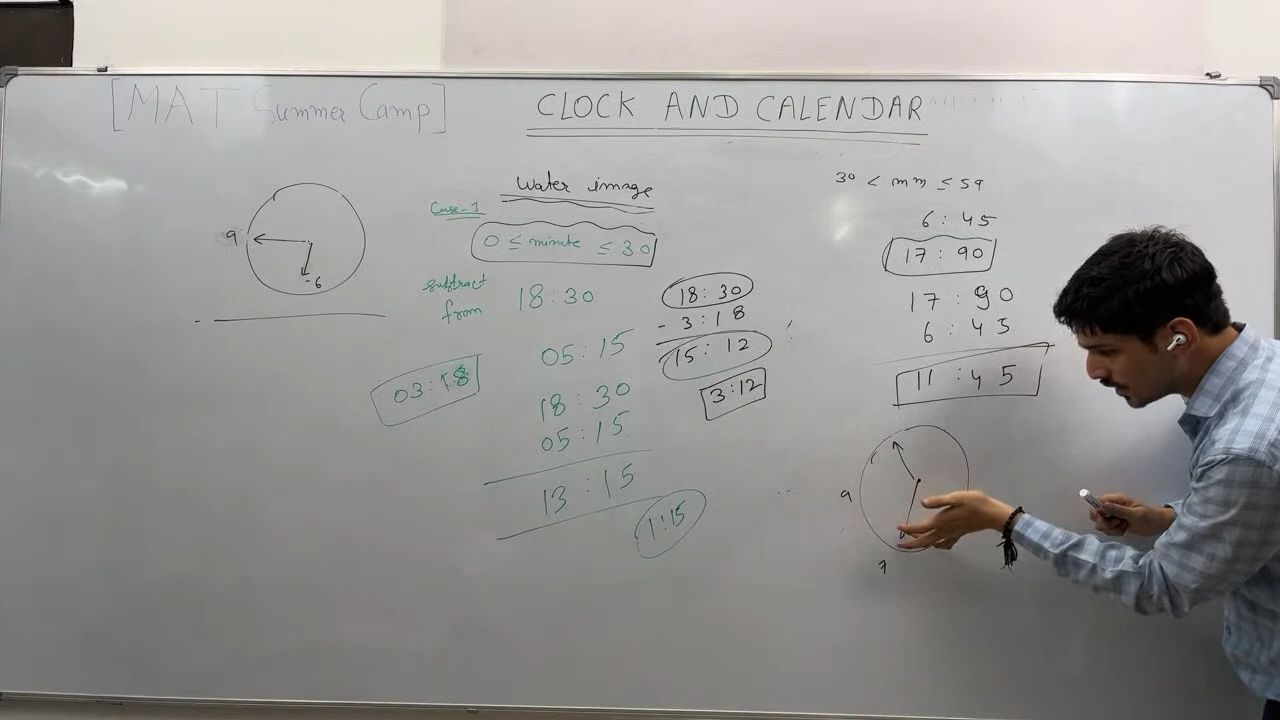 [MAT Summer Camp]
CLOCK AND CALENDAR
9
6
Water image
Case-1
0 ≤ minute ≤ 30
subtract
from
18:30
05:15
18:30
05:15
13:15
1:15
03:18
18:30
- 3:18
15:12
3:12
30 < mm ≤ 59
6:45
17:90
17:90
6:45
11:45
9
7